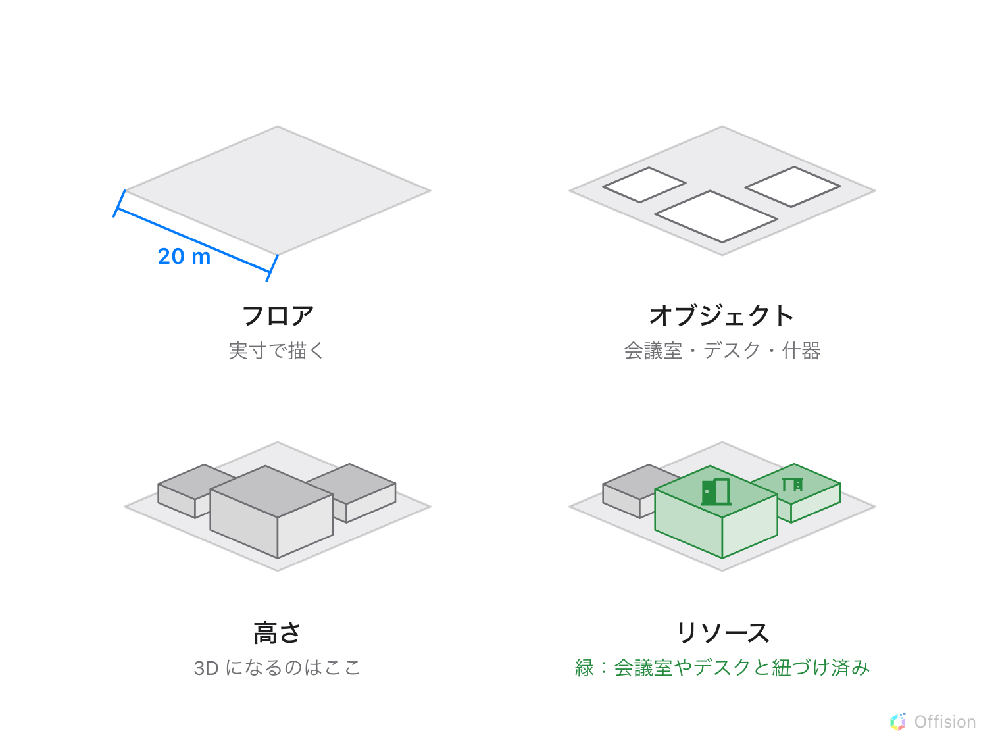 20 m
フロア
実寸で描く
オブジェクト
会議室・デスク・什器
高さ
3D になるのはここ
リソース
緑：会議室やデスクと紐づけ済み
Offision